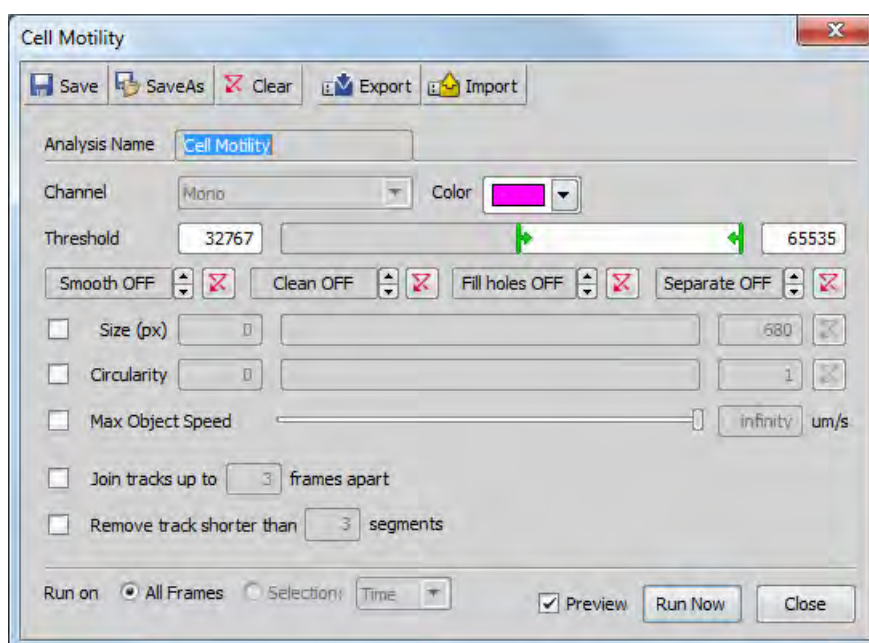 Cell Motility
Save SaveAs Clear Export Import
Analysis Name Cell Motility
Channel Mono Color
Threshold 32767 65535
Smooth OFF Clean OFF Fill holes OFF Separate OFF
Size (px) 0 680
Circularity 0 1
Max Object Speed infinity um/s
Join tracks up to 3 frames apart
Remove track shorter than 3 segments
Run on All Frames Selection: Time Preview Run Now Close